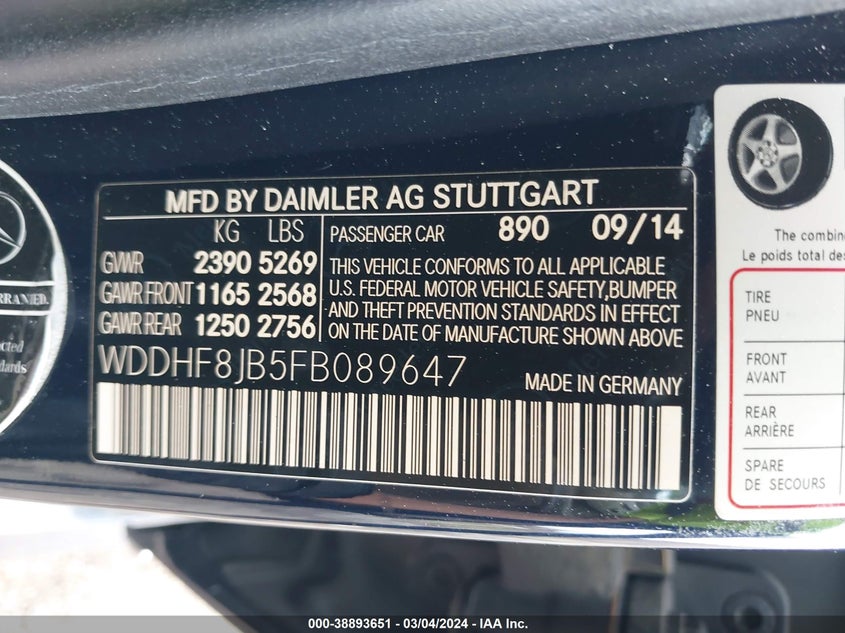 MFD BY DAIMLER AG STUTTGART
KG LBS
GVWR 2390 5269
GAWR FRONT 1165 2568
GAWR REAR 1250 2756
PASSENGER CAR 890 09/14
THIS VEHICLE CONFORMS TO ALL APPLICABLE
U.S. FEDERAL MOTOR VEHICLE SAFETY,BUMPER
AND THEFT PREVENTION STANDARDS IN EFFECT
ON THE DATE OF MANUFACTURE SHOWN ABOVE
WDDHF8JB5FB089647
MADE IN GERMANY
The combine
Le poids total des
TIRE
PNEU
FRONT
AVANT
REAR
ARRIÈRE
SPARE
DE SECOURS
000-38893651 - 03/04/2024 - IAA Inc.